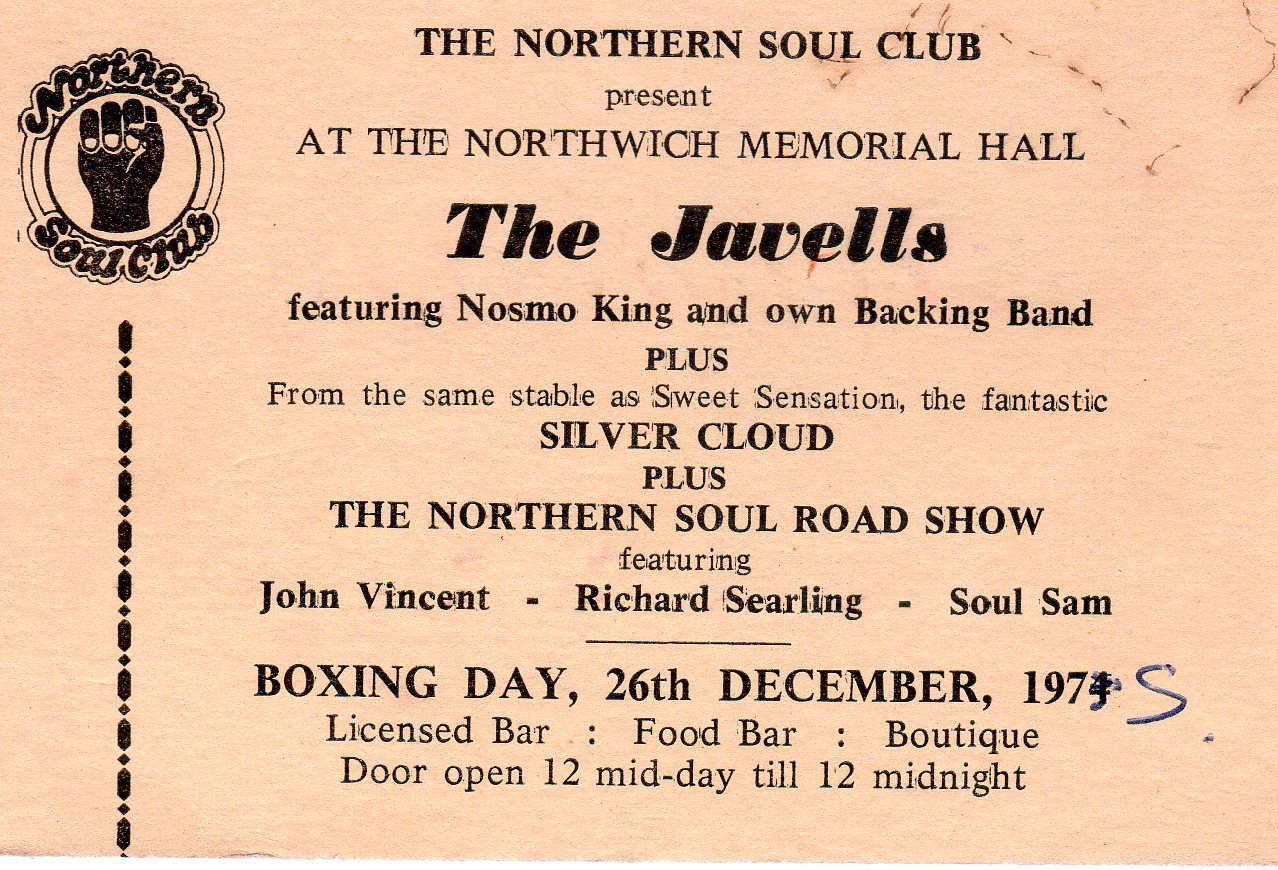 Northern
Soul Club
THE NORTHERN SOUL CLUB
present
AT THE NORTHWICH MEMORIAL HALL
The Javells
featuring Nosmo King and own Backing Band
PLUS
From the same stable as Sweet Sensation, the fantastic
SILVER CLOUD
PLUS
THE NORTHERN SOUL ROAD SHOW
featuring
John Vincent - Richard Searling - Soul Sam
BOXING DAY, 26th DECEMBER, 1974 5
Licensed Bar : Food Bar : Boutique
Door open 12 mid-day till 12 midnight